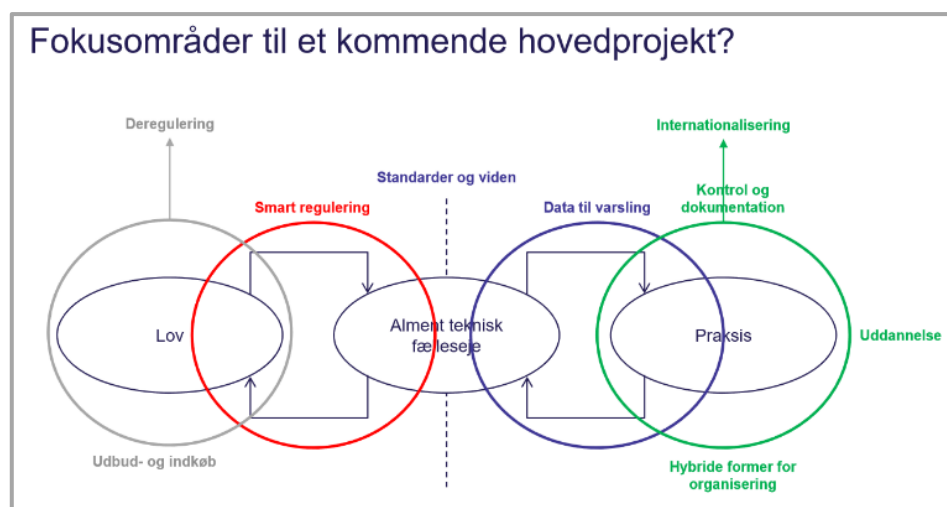 Fokusområder til et kommende hovedprojekt?
Deregulering
Internationalisering
Standarder og viden
Kontrol og
dokumentation
Smart regulering
Data til varsling
Lov
Alment teknisk
fælleseje
Praksis
Uddannelse
Udbud- og indkøb
Hybride former for
organisering